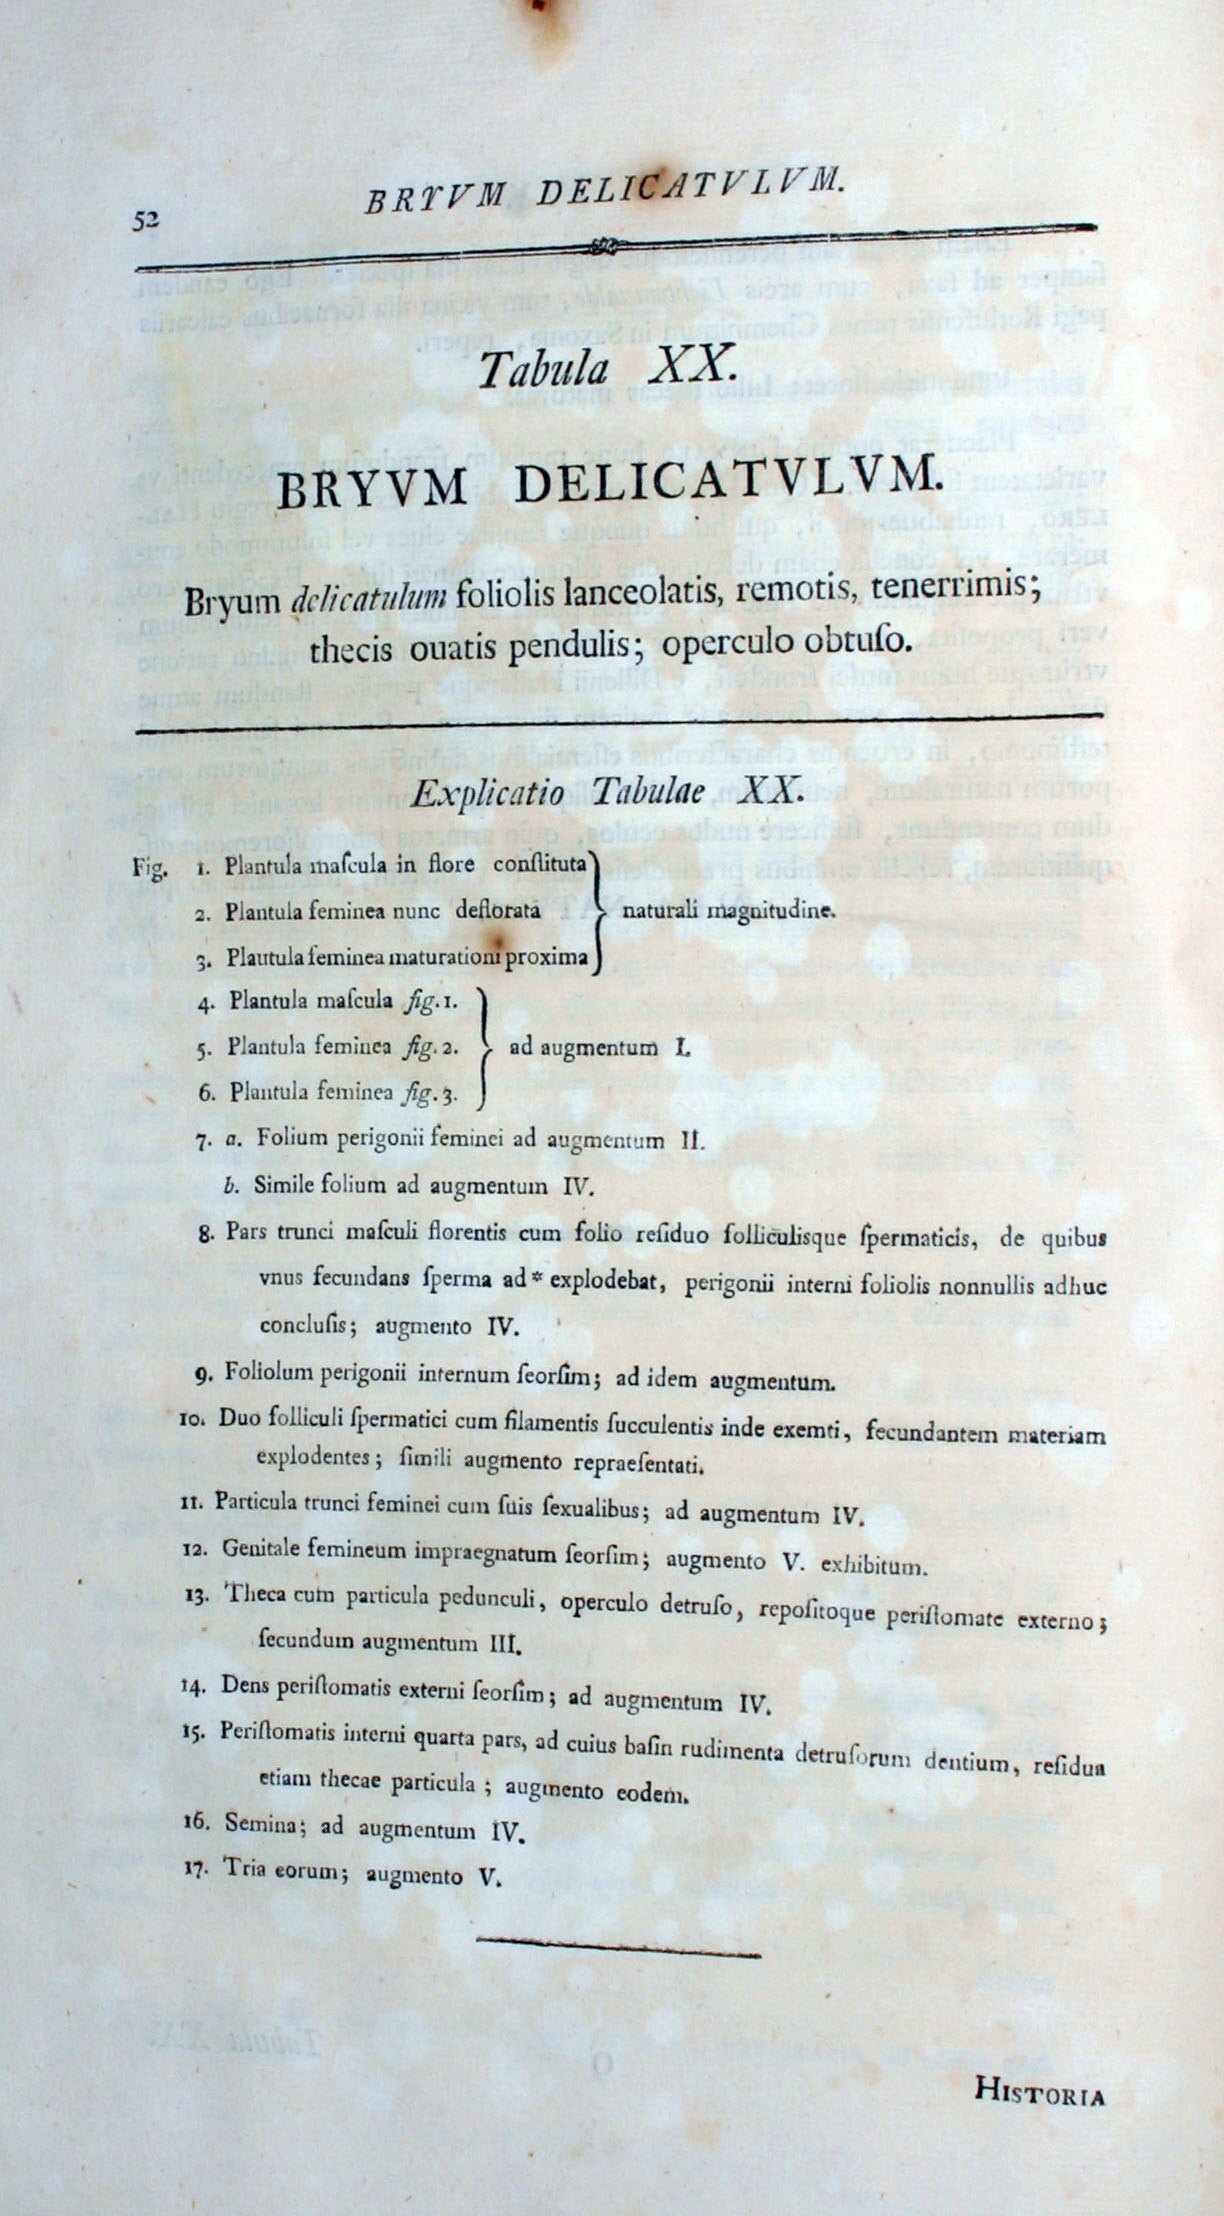 52
BRYVM DELICATVLVM.
Tabula XX.
BRYVM DELICATVLVM.
Bryum delicatulum foliolis lanceolatis, remotis, tenerrimis;
thecis ouatis pendulis; operculo obtuſo.
Explicatio Tabulae XX.
Fig. 1. Plantula maſcula in flore conſtituta
2. Plantula feminea nunc deflorata } naturali magnitudine.
3. Plantula feminea maturationi proxima
4. Plantula maſcula fig. 1.
5. Plantula feminea fig. 2. } ad augmentum I.
6. Plantula feminea fig. 3.
7. a. Folium perigonii feminei ad augmentum II.
b. Simile folium ad augmentum IV.
8. Pars trunci maſculi florentis cum folio reſiduo folliculisque ſpermaticis, de quibus
vnus fecundans ſperma ad * explodebat, perigonii interni foliolis nonnullis adhuc
concluſis; augmento IV.
9. Foliolum perigonii internum ſeorſim; ad idem augmentum.
10. Duo folliculi ſpermatici cum filamentis ſucculentis inde exemti, fecundantem materiam
explodentes; ſimili augmento repraeſentati.
11. Particula trunci feminei cum ſuis ſexualibus; ad augmentum IV.
12. Genitale femineum impraegnatum ſeorſim; augmento V. exhibitum.
13. Theca cum particula pedunculi, operculo detruſo, repoſitoque periſtomate externo;
ſecundum augmentum III.
14. Dens periſtomatis externi ſeorſim; ad augmentum IV.
15. Periſtomatis interni quarta pars, ad cuius baſin rudimenta detruſorum dentium, reſidua
etiam thecae particula; augmento eodem.
16. Semina; ad augmentum IV.
17. Tria eorum; augmento V.
HISTORIA